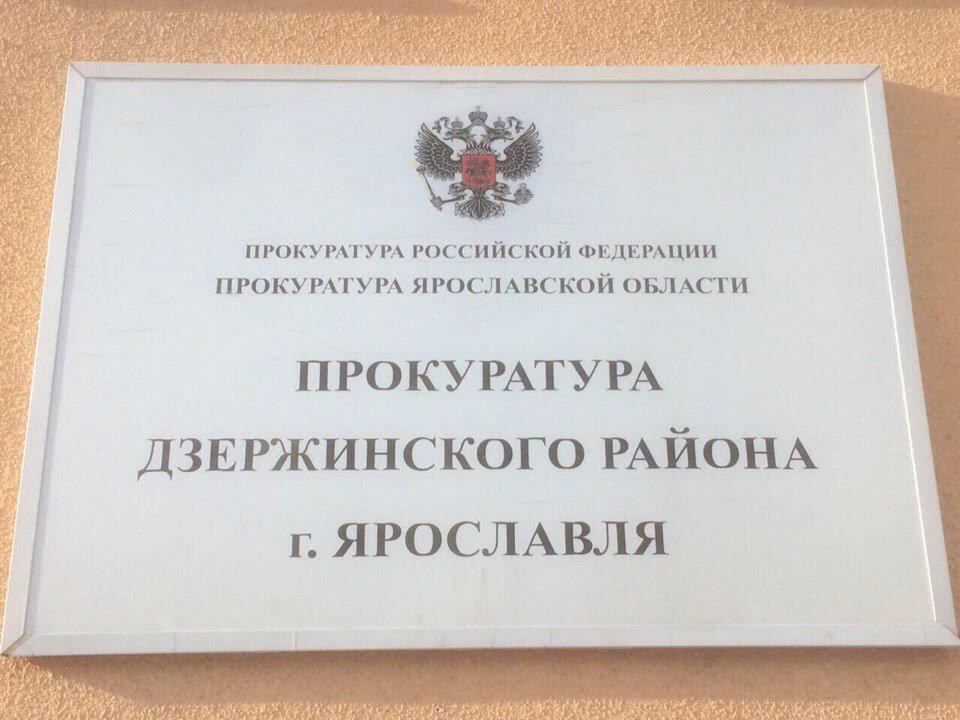 ПРОКУРАТУРА РОССИЙСКОЙ ФЕДЕРАЦИИ
ПРОКУРАТУРА ЯРОСЛАВСКОЙ ОБЛАСТИ
ПРОКУРАТУРА
ДЗЕРЖИНСКОГО РАЙОНА
г. ЯРОСЛАВЛЯ